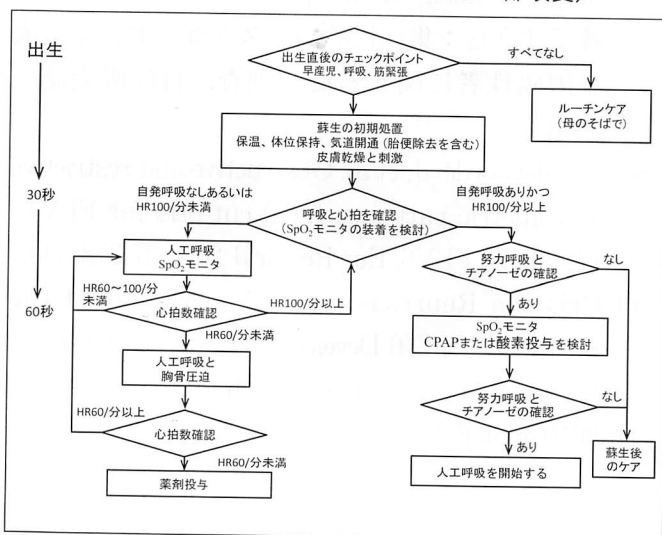 出生
30秒
60秒
出生直後のチェックポイント
早産児、呼吸、筋緊張
すべてなし
ルーチンケア
(母のそばで)
蘇生の初期処置
保温、体位保持、気道開通(胎便除去を含む)
皮膚乾燥と刺激
自発呼吸なしあるいは
HR100/分未満
呼吸と心拍を確認
(SpO₂モニタの装着を検討)
自発呼吸ありかつ
HR100/分以上
人工呼吸
SpO₂モニタ
HR60~100/分
未満
心拍数確認
HR100/分以上
HR60/分未満
人工呼吸と
胸骨圧迫
HR60/分以上
心拍数確認
HR60/分未満
薬剤投与
努力呼吸と
チアノーゼの確認
なし
あり
SpO₂モニタ
CPAPまたは酸素投与を検討
努力呼吸と
チアノーゼの確認
なし
あり
人工呼吸を開始する
蘇生後
のケア